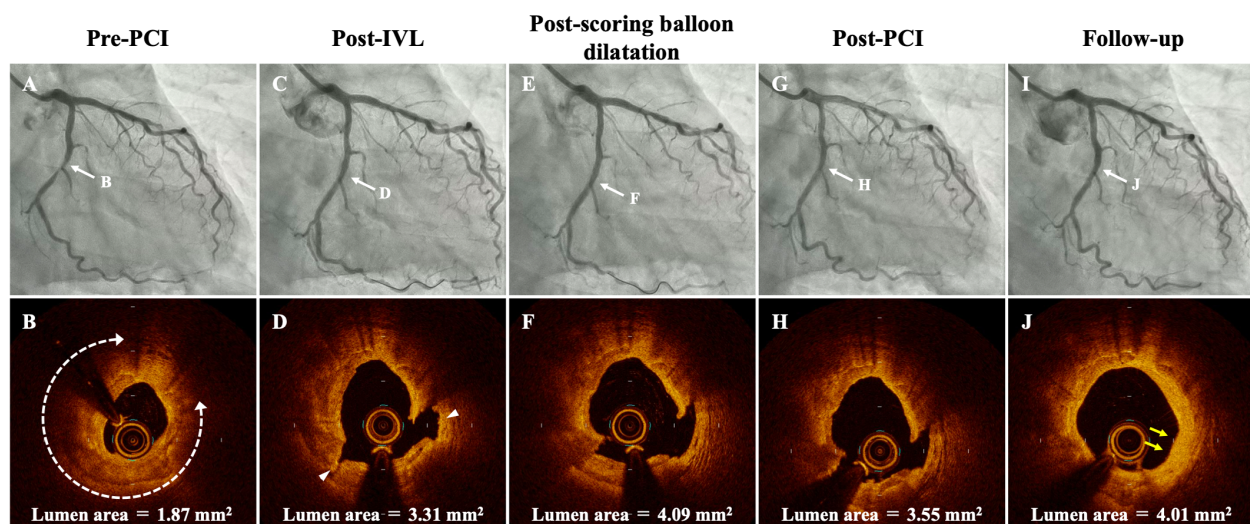 Pre-PCI
Post-IVL
Post-scoring balloon
dilatation
Post-PCI
Follow-up
A
B
C
D
E
F
G
H
I
J
B
Lumen area = 1.87 mm²
D
Lumen area = 3.31 mm²
F
Lumen area = 4.09 mm²
H
Lumen area = 3.55 mm²
J
Lumen area = 4.01 mm²